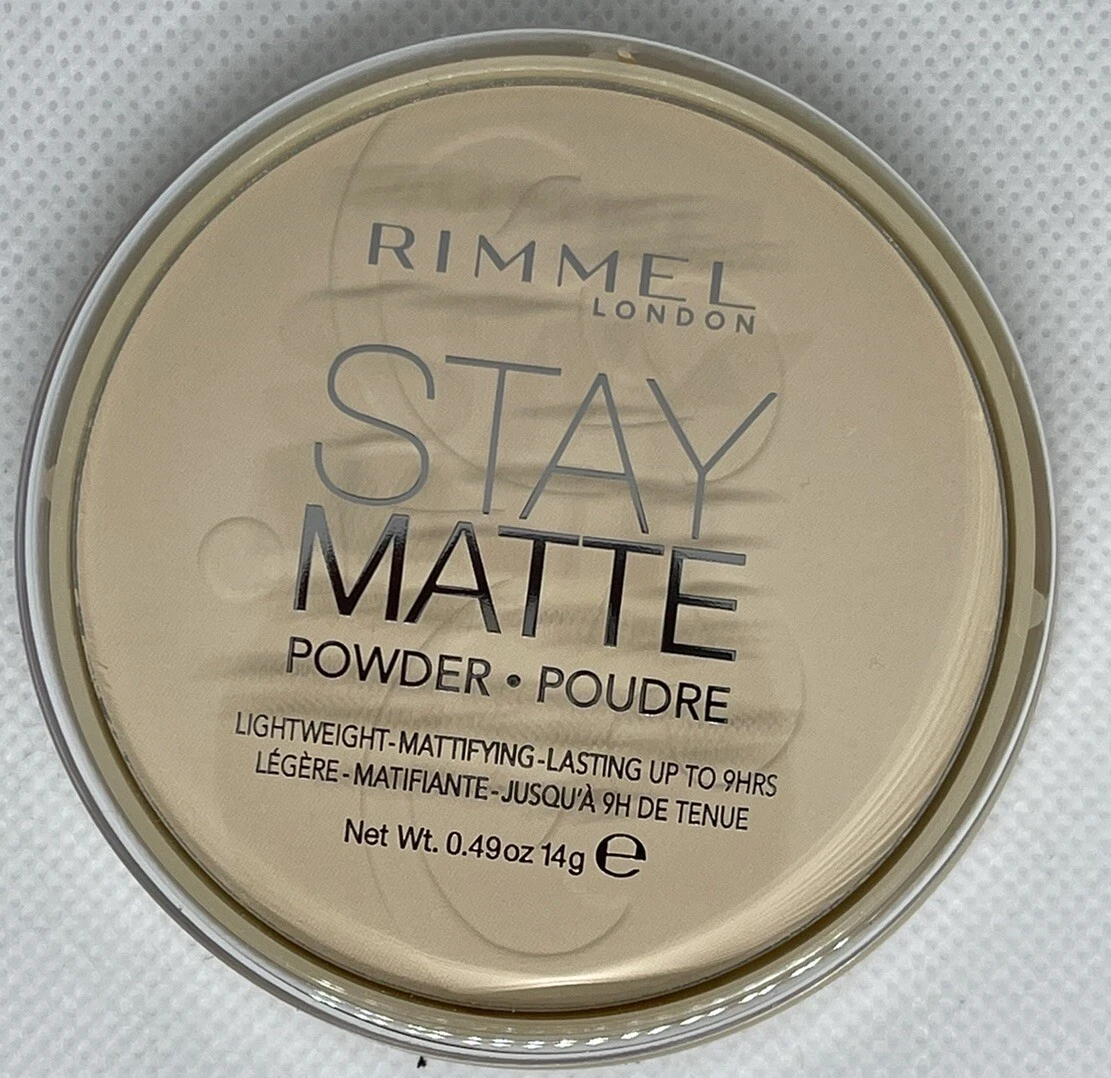 RIMMEL
LONDON
STAY
MATTE
POWDER • POUDRE
LIGHTWEIGHT-MATTIFYING-LASTING UP TO 9HRS
LÉGÈRE-MATIFIANTE-JUSQU'À 9H DE TENUE
Net Wt. 0.49oz 14g ℮